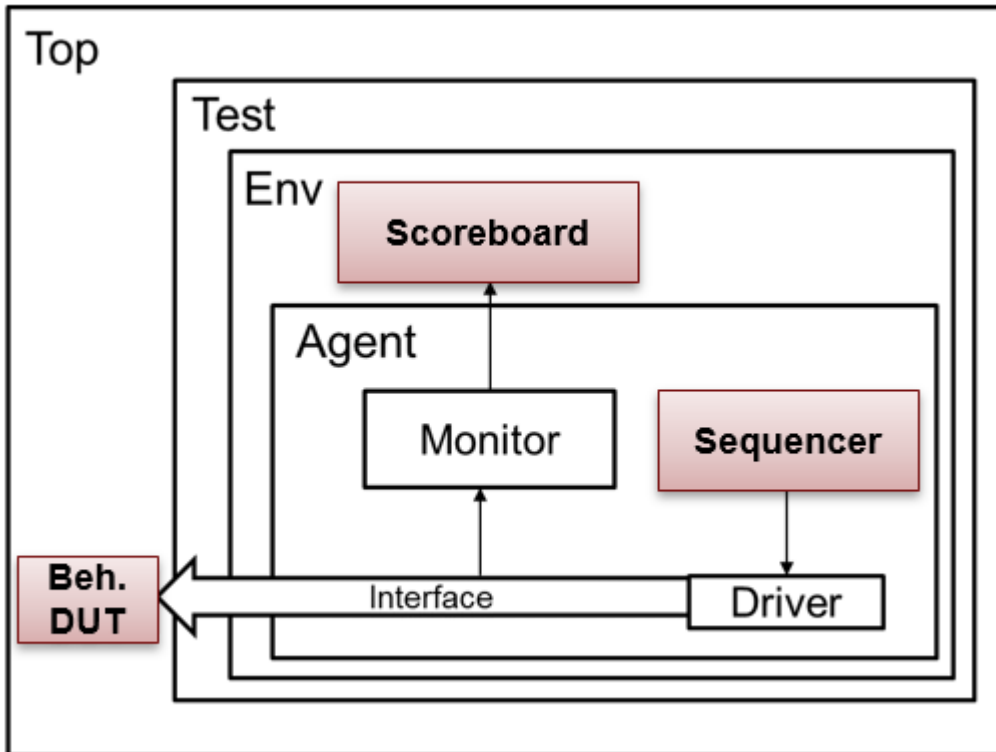 Top
Test
Env
Scoreboard
Agent
Monitor
Sequencer
Beh.
DUT
Interface
Driver